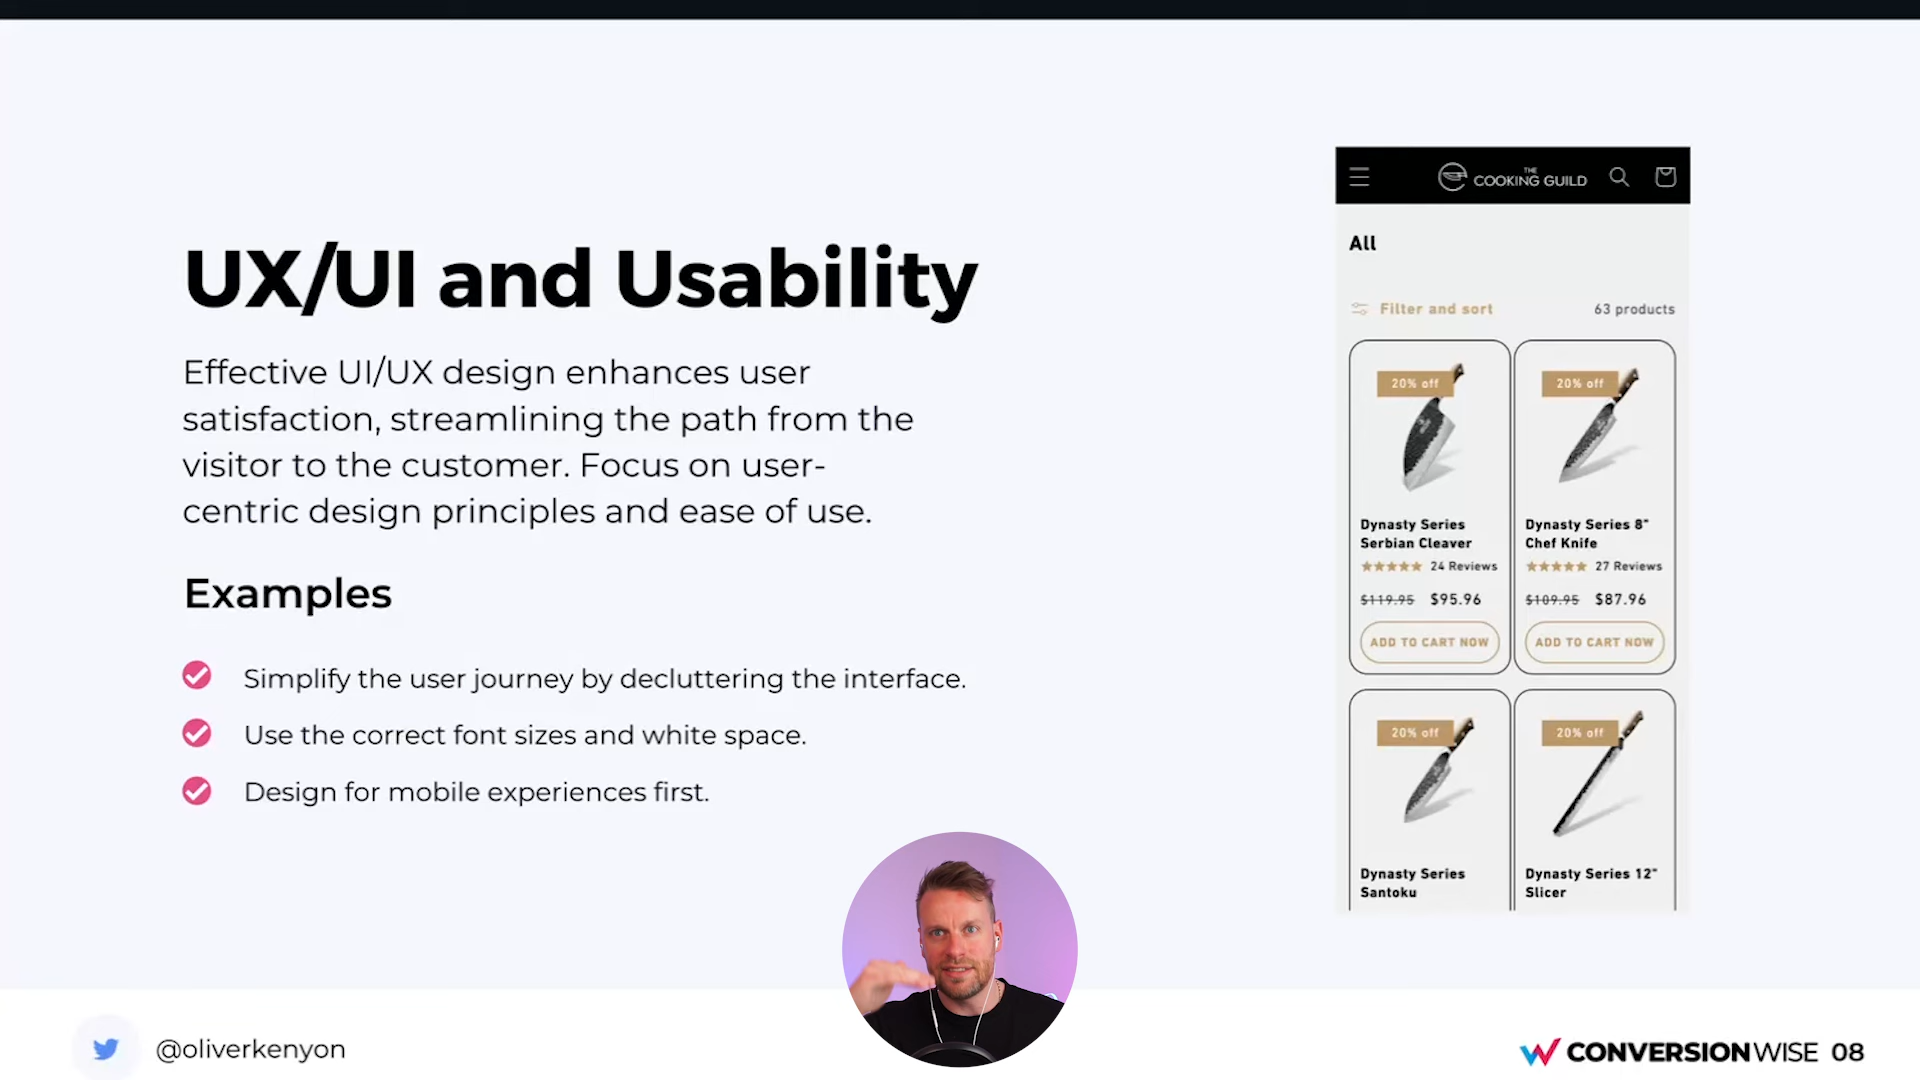 UX/UI and Usability
Effective UI/UX design enhances user
satisfaction, streamlining the path from the
visitor to the customer. Focus on user-
centric design principles and ease of use.
Examples
Simplify the user journey by decluttering the interface.
Use the correct font sizes and white space.
Design for mobile experiences first.
THE
COOKING GUILD
All
Filter and sort
63 products
20% off
Dynasty Series
Serbian Cleaver
24 Reviews
$119.95 $95.96
ADD TO CART NOW
20% off
Dynasty Series 8"
Chef Knife
27 Reviews
$109.95 $87.96
ADD TO CART NOW
20% off
Dynasty Series
Santoku
20% off
Dynasty Series 12"
Slicer
@oliverkenyon
CONVERSIONWISE 08